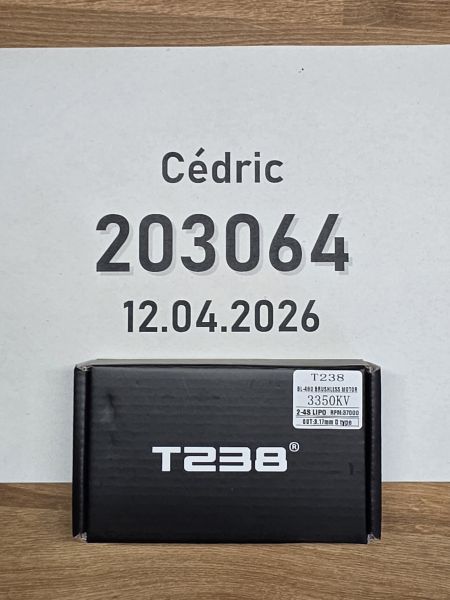 Cédric
203064
12.04.2026
T238
BL-480 BRUSHLESS MOTOR
3350KV
2-4S LIPO RPM:37000
OUT:3.17mm D type
T238®